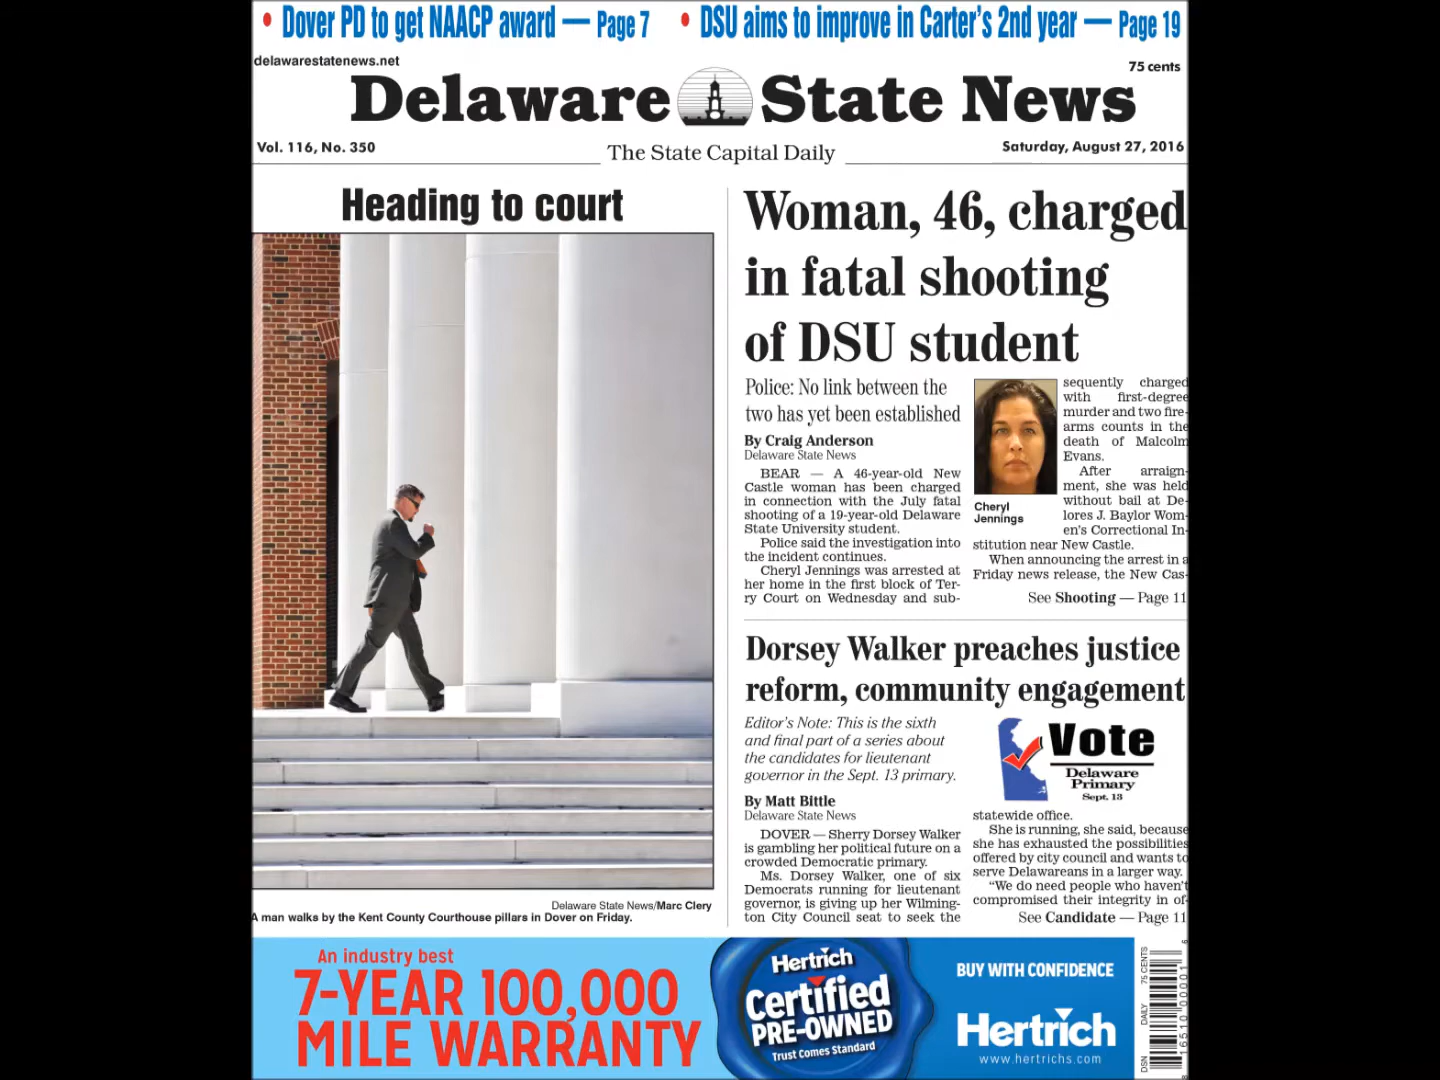 • Dover PD to get NAACP award — Page 7 • DSU aims to improve in Carter's 2nd year — Page 19
delawarestatenews.net
75 cents
Delaware State News
Vol. 116, No. 350
The State Capital Daily
Saturday, August 27, 2016
Heading to court
Delaware State News/Marc Clery
A man walks by the Kent County Courthouse pillars in Dover on Friday.
Woman, 46, charged
in fatal shooting
of DSU student
Police: No link between the
two has yet been established
By Craig Anderson
Delaware State News
BEAR — A 46-year-old New
Castle woman has been charged
in connection with the July fatal
shooting of a 19-year-old Delaware
State University student.
Police said the investigation into
the incident continues.
Cheryl Jennings was arrested at
her home in the first block of Ter-
ry Court on Wednesday and sub-
Cheryl
Jennings
sequently charged
with first-degree
murder and two fire-
arms counts in the
death of Malcolm
Evans.
After arraign-
ment, she was held
without bail at De-
lores J. Baylor Wom-
en's Correctional In-
stitution near New Castle.
When announcing the arrest in a
Friday news release, the New Cas-
See Shooting — Page 11
Dorsey Walker preaches justice
reform, community engagement
Editor's Note: This is the sixth
and final part of a series about
the candidates for lieutenant
governor in the Sept. 13 primary.
By Matt Bittle
Delaware State News
DOVER — Sherry Dorsey Walker
is gambling her political future on a
crowded Democratic primary.
Ms. Dorsey Walker, one of six
Democrats running for lieutenant
governor, is giving up her Wilming-
ton City Council seat to seek the
Vote
Delaware
Primary
Sept. 13
statewide office.
She is running, she said, because
she has exhausted the possibilities
offered by city council and wants to
serve Delawareans in a larger way.
“We do need people who haven't
compromised their integrity in of-
See Candidate — Page 11
An industry best
7-YEAR 100,000
MILE WARRANTY
Hertrich
Certified
PRE-OWNED
Trust Comes Standard
BUY WITH CONFIDENCE
Hertrich
www.hertrichs.com
DSN DAILY 75 CENTS